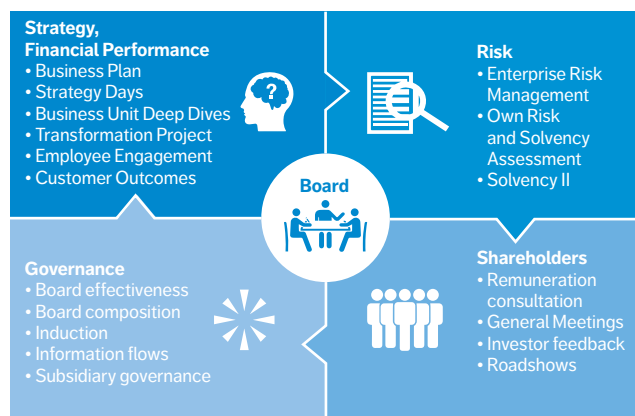 Strategy,
Financial Performance
• Business Plan
• Strategy Days
• Business Unit Deep Dives
• Transformation Project
• Employee Engagement
• Customer Outcomes
?
Risk
• Enterprise Risk
Management
• Own Risk
and Solvency
Assessment
• Solvency II
Board
Governance
• Board effectiveness
• Board composition
• Induction
• Information flows
• Subsidiary governance
Shareholders
• Remuneration
consultation
• General Meetings
• Investor feedback
• Roadshows